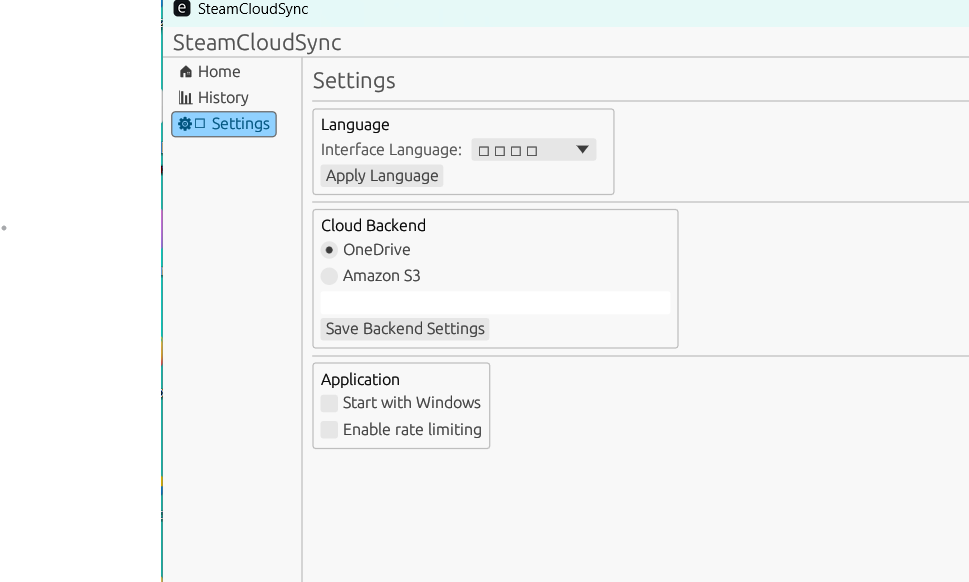 SteamCloudSync
SteamCloudSync
Home
History
Settings
Settings
Language
Interface Language: □□□□
Apply Language
Cloud Backend
OneDrive
Amazon S3
Save Backend Settings
Application
Start with Windows
Enable rate limiting